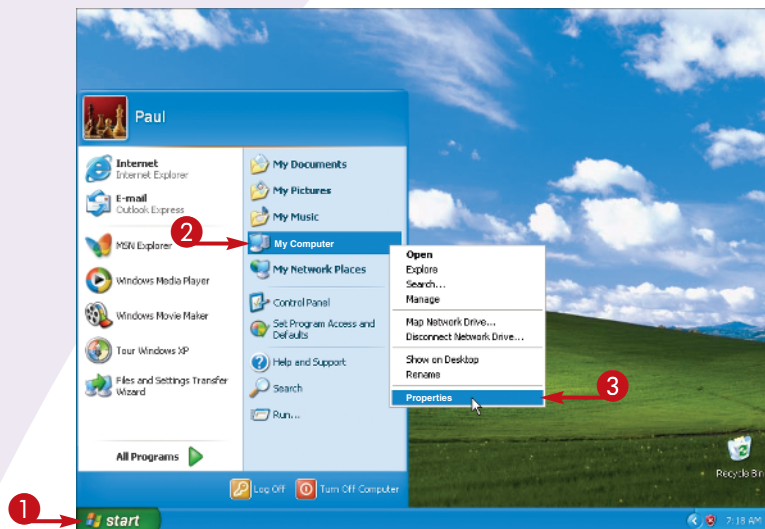 Paul
Internet
Internet Explorer
E-mail
Outlook Express
MSN Explorer
Windows Media Player
Windows Movie Maker
Tour Windows XP
Files and Settings Transfer
Wizard
All Programs
My Documents
My Pictures
My Music
2
My Computer
My Network Places
Control Panel
Set Program Access and
Defaults
Help and Support
Search
Run...
Open
Explore
Search...
Manage
Map Network Drive...
Disconnect Network Drive...
Show on Desktop
Rename
Properties
3
Recycle Bin
Log Off
Turn Off Computer
1
start
7:18 AM